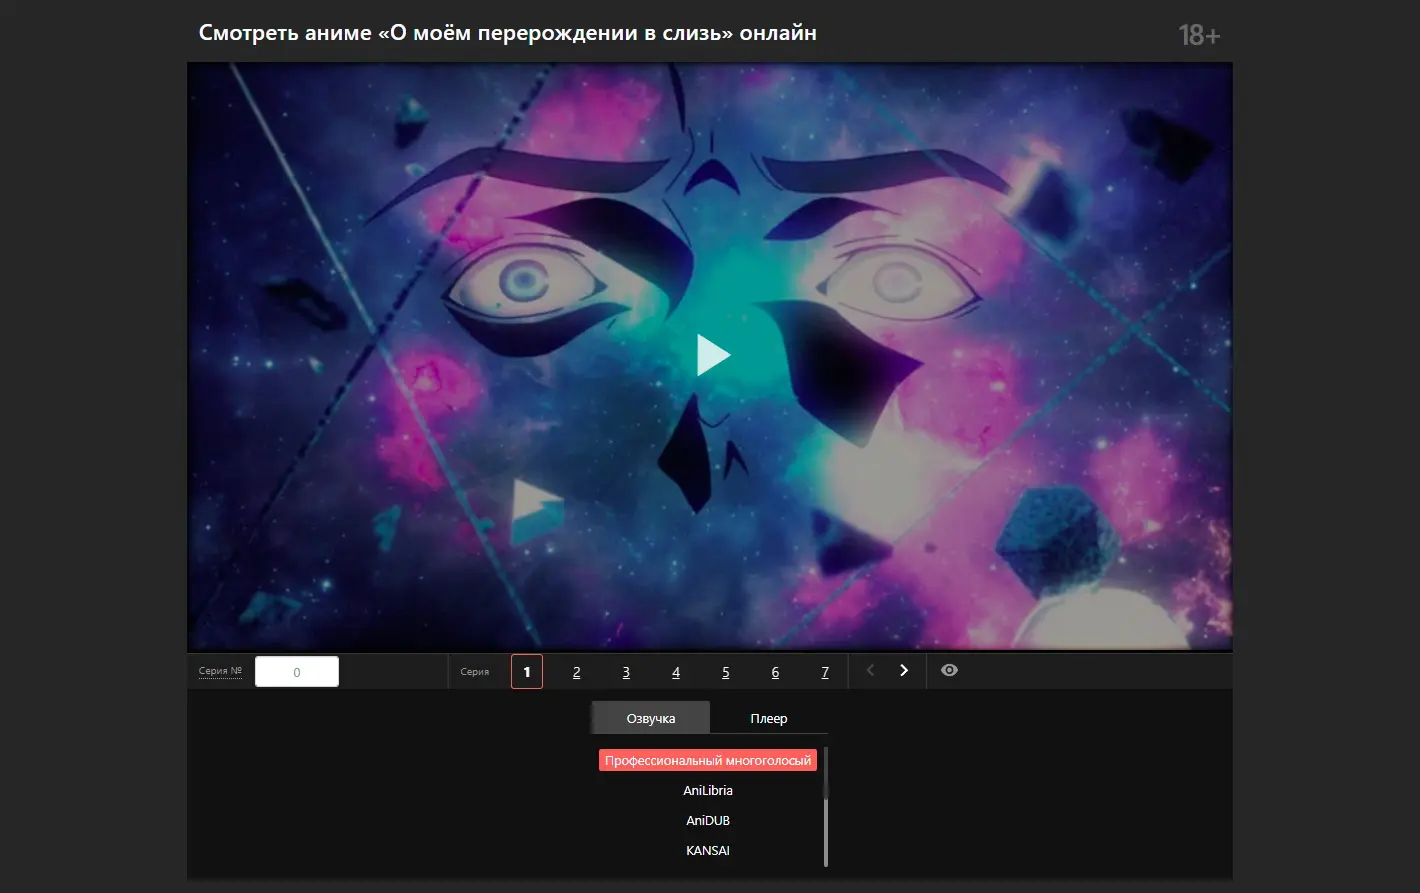 Смотреть аниме «О моём перерождении в слизь» онлайн
18+
Серия № 0 Серия 1 2 3 4 5 6 7
Озвучка Плеер
Профессиональный многоголосый
AniLibria
AniDUB
KANSAI